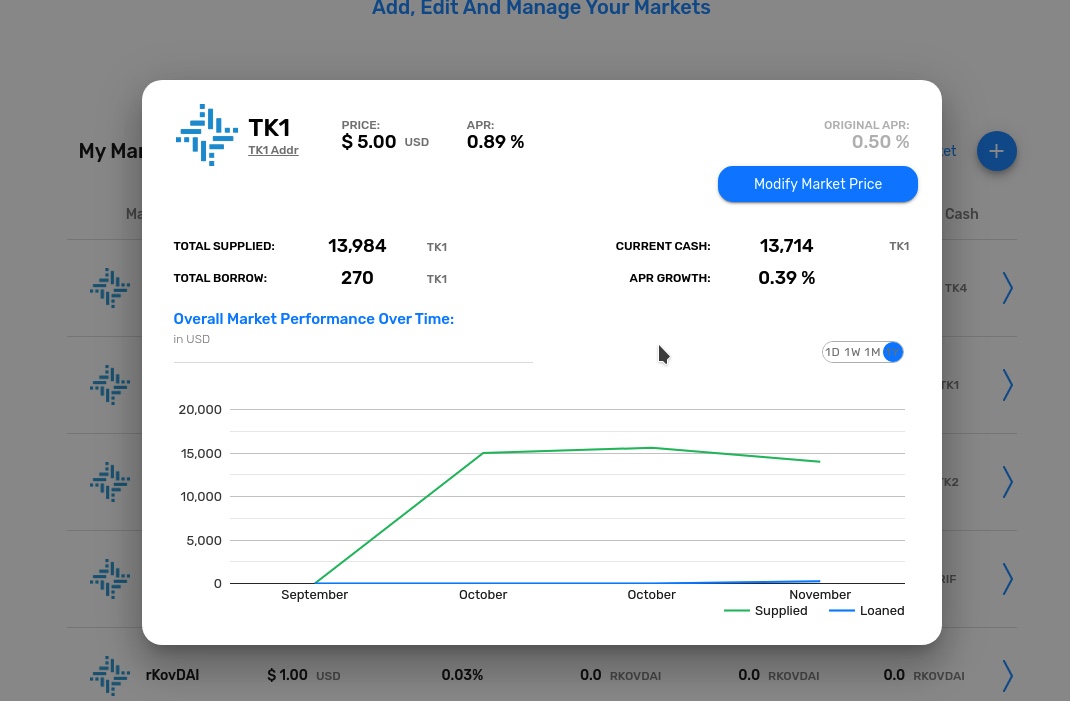 Add, Edit And Manage Your Markets
My Mar
ket
+
Ma
Cash
TK1
TK1 Addr
PRICE:
$ 5.00 USD
APR:
0.89 %
ORIGINAL APR:
0.50 %
Modify Market Price
TOTAL SUPPLIED: 13,984 TK1
CURRENT CASH: 13,714 TK1
TOTAL BORROW: 270 TK1
APR GROWTH: 0.39 %
Overall Market Performance Over Time:
in USD
1D 1W 1M
20,000
15,000
10,000
5,000
0
September October October November
Supplied Loaned
TK4
TK1
TK2
RIF
rKovDAI $ 1.00 USD 0.03% 0.0 RKOVDAI 0.0 RKOVDAI 0.0 RKOVDAI